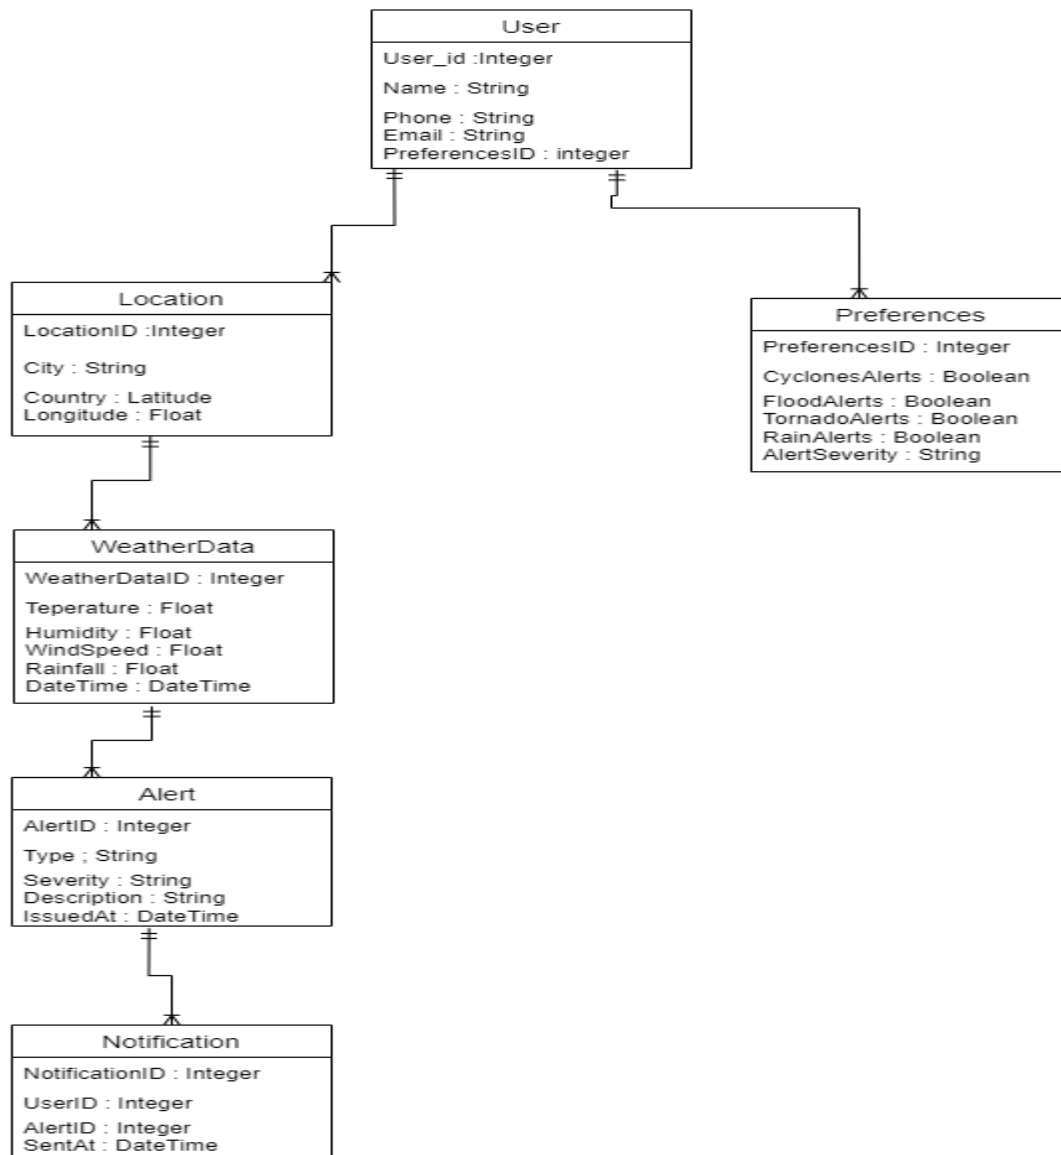 User
User_id :Integer
Name : String
Phone : String
Email : String
PreferencesID : integer
Location
LocationID :Integer
City : String
Country : Latitude
Longitude : Float
Preferences
PreferencesID : Integer
CyclonesAlerts : Boolean
FloodAlerts : Boolean
TornadoAlerts : Boolean
RainAlerts : Boolean
AlertSeverity : String
WeatherData
WeatherDataID : Integer
Teperature : Float
Humidity : Float
WindSpeed : Float
Rainfall : Float
DateTime : DateTime
Alert
AlertID : Integer
Type ; String
Severity : String
Description : String
IssuedAt : DateTime
Notification
NotificationID : Integer
UserID : Integer
AlertID : Integer
SentAt : DateTime